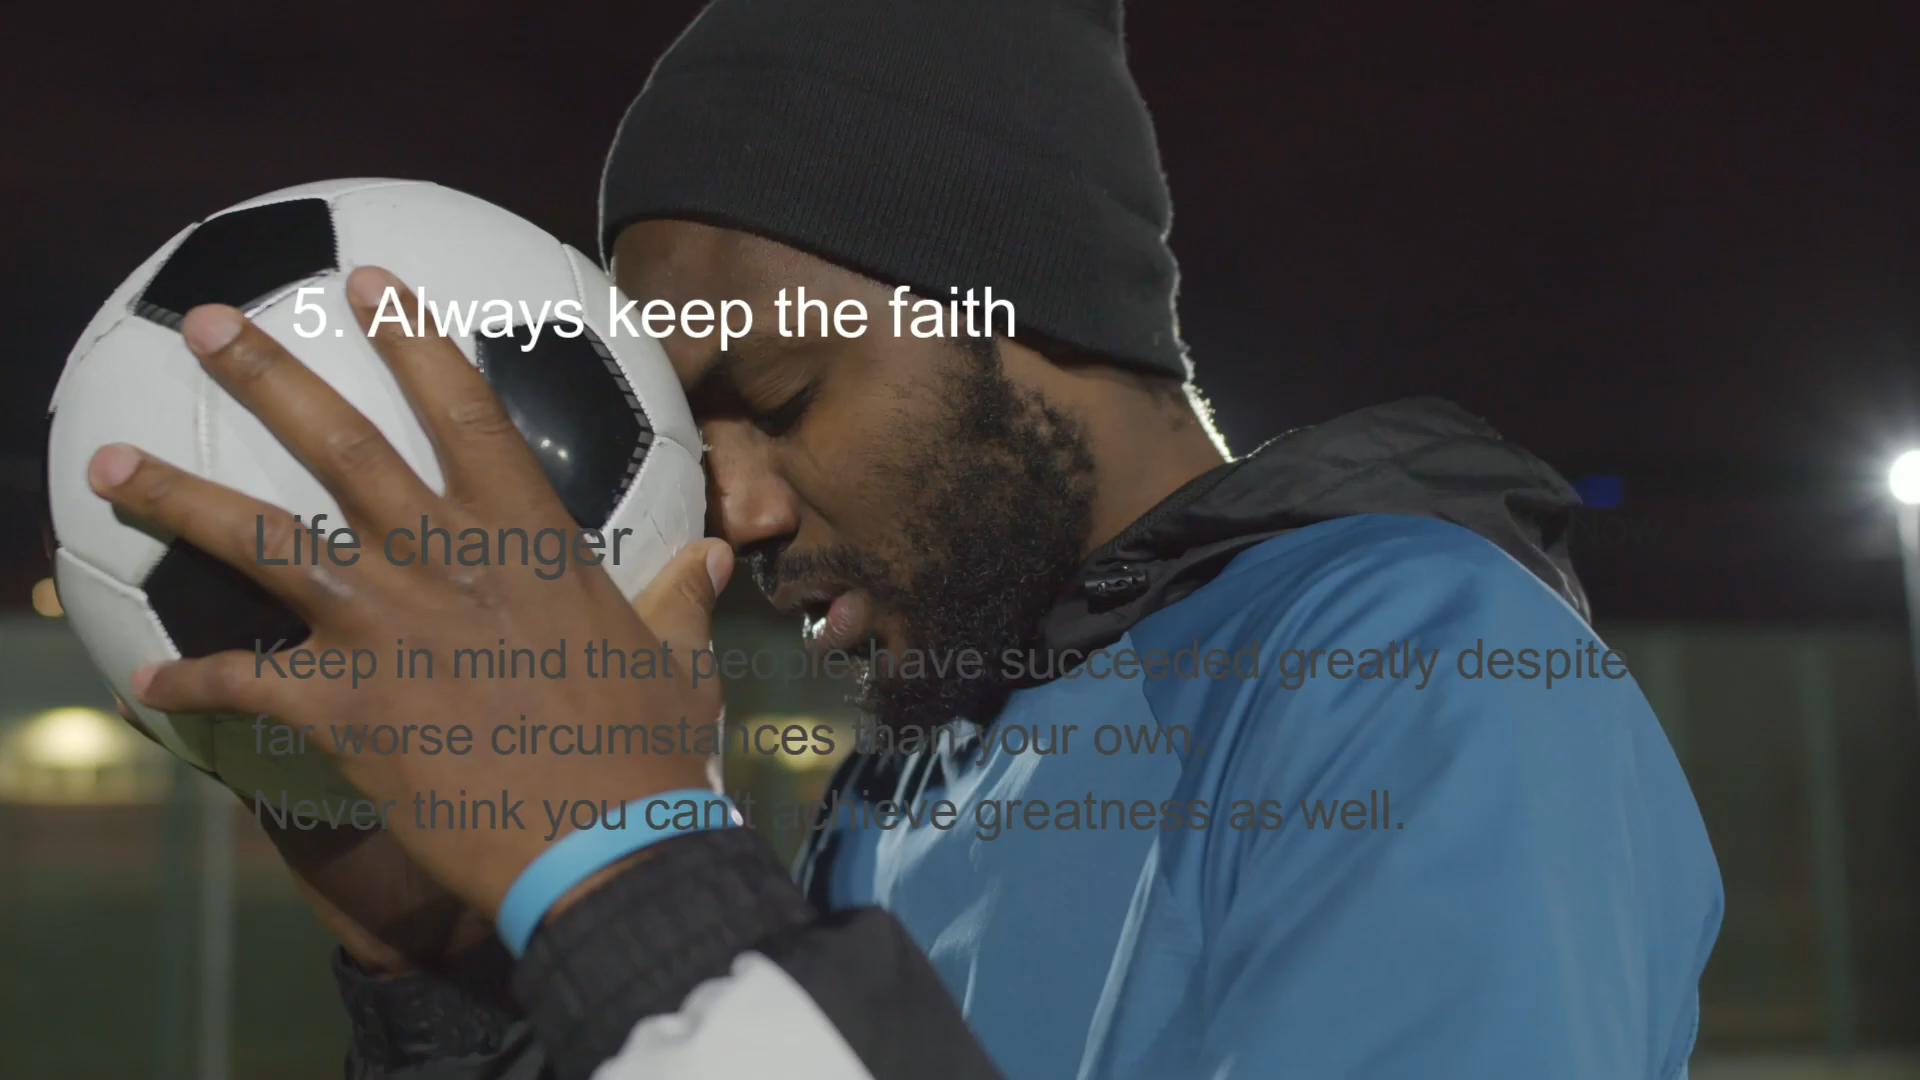 5. Always keep the faith
Life changer
Now
Keep in mind that people have succeeded greatly despite
far worse circumstances than your own.
Never think you can't achieve greatness as well.